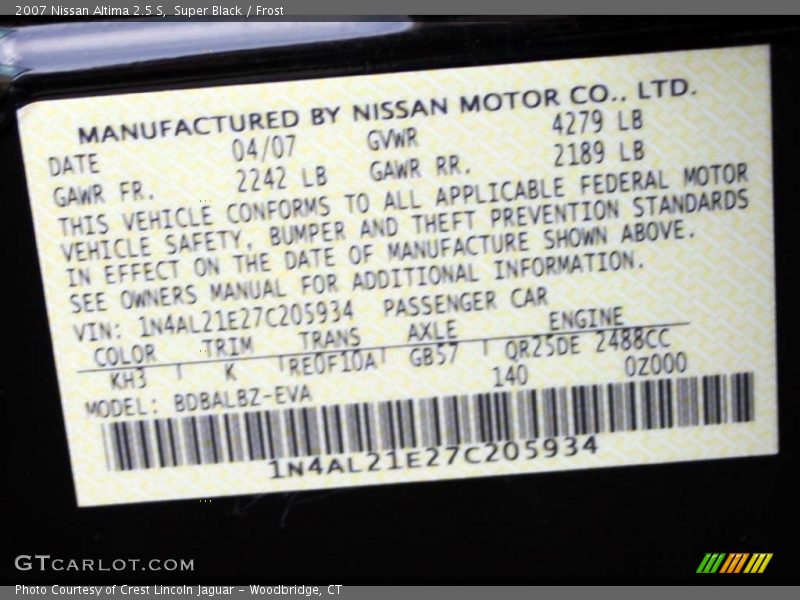 2007 Nissan Altima 2.5 S, Super Black / Frost
MANUFACTURED BY NISSAN MOTOR CO., LTD.
DATE 04/07 GVWR 4279 LB
GAWR FR. 2242 LB GAWR RR. 2189 LB
THIS VEHICLE CONFORMS TO ALL APPLICABLE FEDERAL MOTOR
VEHICLE SAFETY, BUMPER AND THEFT PREVENTION STANDARDS
IN EFFECT ON THE DATE OF MANUFACTURE SHOWN ABOVE.
SEE OWNERS MANUAL FOR ADDITIONAL INFORMATION.
VIN: 1N4AL21E27C205934 PASSENGER CAR
COLOR TRIM TRANS AXLE ENGINE
KH3 K RE0F10A GB57 QR25DE 2488CC
MODEL: BDBALBZ-EVA 140 0Z000
1N4AL21E27C205934
GTCARLOT.COM
Photo Courtesy of Crest Lincoln Jaguar - Woodbridge, CT